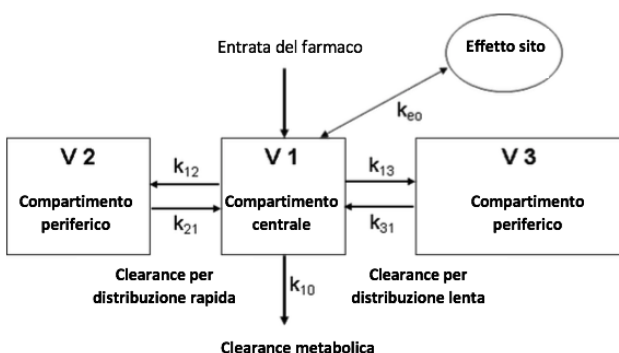 Entrata del farmaco
Effetto sito
keo
V 2
Compartimento
periferico
k12
k21
V 1
Compartimento
centrale
k13
k31
V 3
Compartimento
periferico
Clearance per
distribuzione rapida
k10
Clearance per
distribuzione lenta
Clearance metabolica